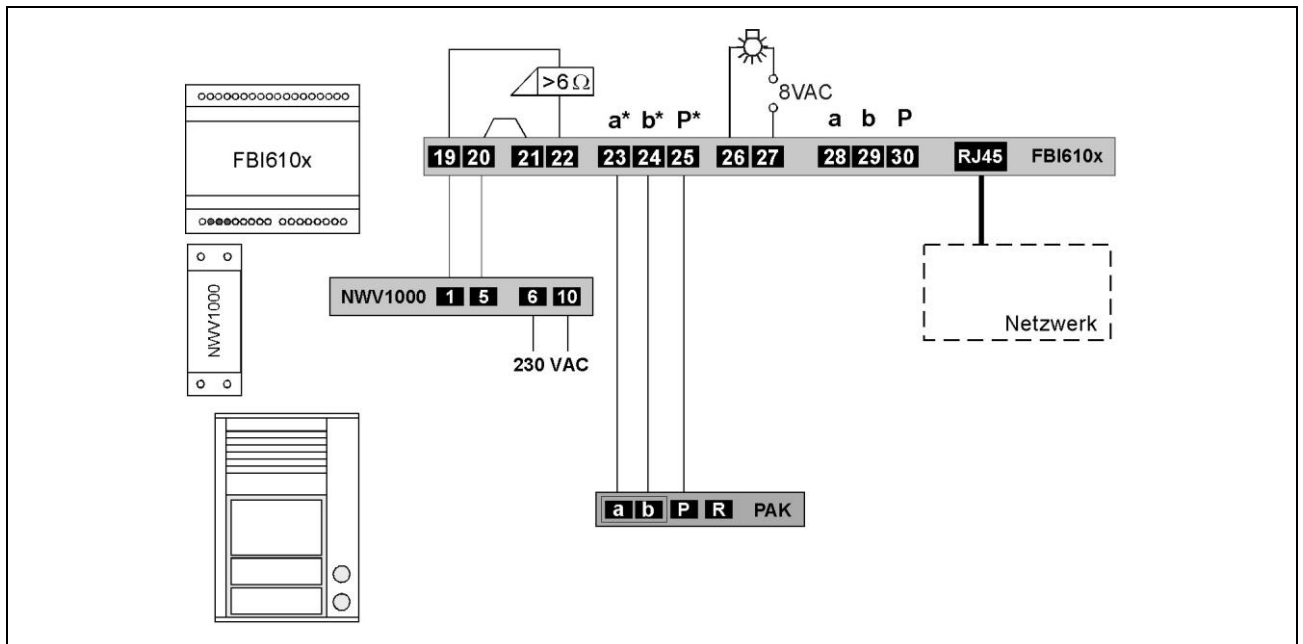 >6 Ω
8VAC
a* b* P* a b P
FBI610x
19 20 21 22 23 24 25 26 27 28 29 30 RJ45 FBI610x
NWV1000
NWV1000 1 5 6 10
230 VAC
Netzwerk
a b P R PAK